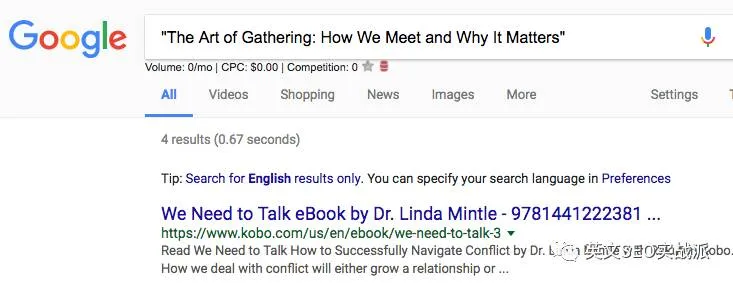 Google
"The Art of Gathering: How We Meet and Why It Matters"
Volume: 0/mo | CPC: $0.00 | Competition: 0
All Videos Shopping News Images More Settings
4 results (0.67 seconds)
Tip: Search for English results only. You can specify your search language in Preferences
We Need to Talk eBook by Dr. Linda Mintle - 9781441222381 ...
https://www.kobo.com/us/en/ebook/we-need-to-talk-3
Read We Need to Talk How to Successfully Navigate Conflict by Dr. kobo.
How we deal with conflict will either grow a relationship or ...
英文SEO实战派